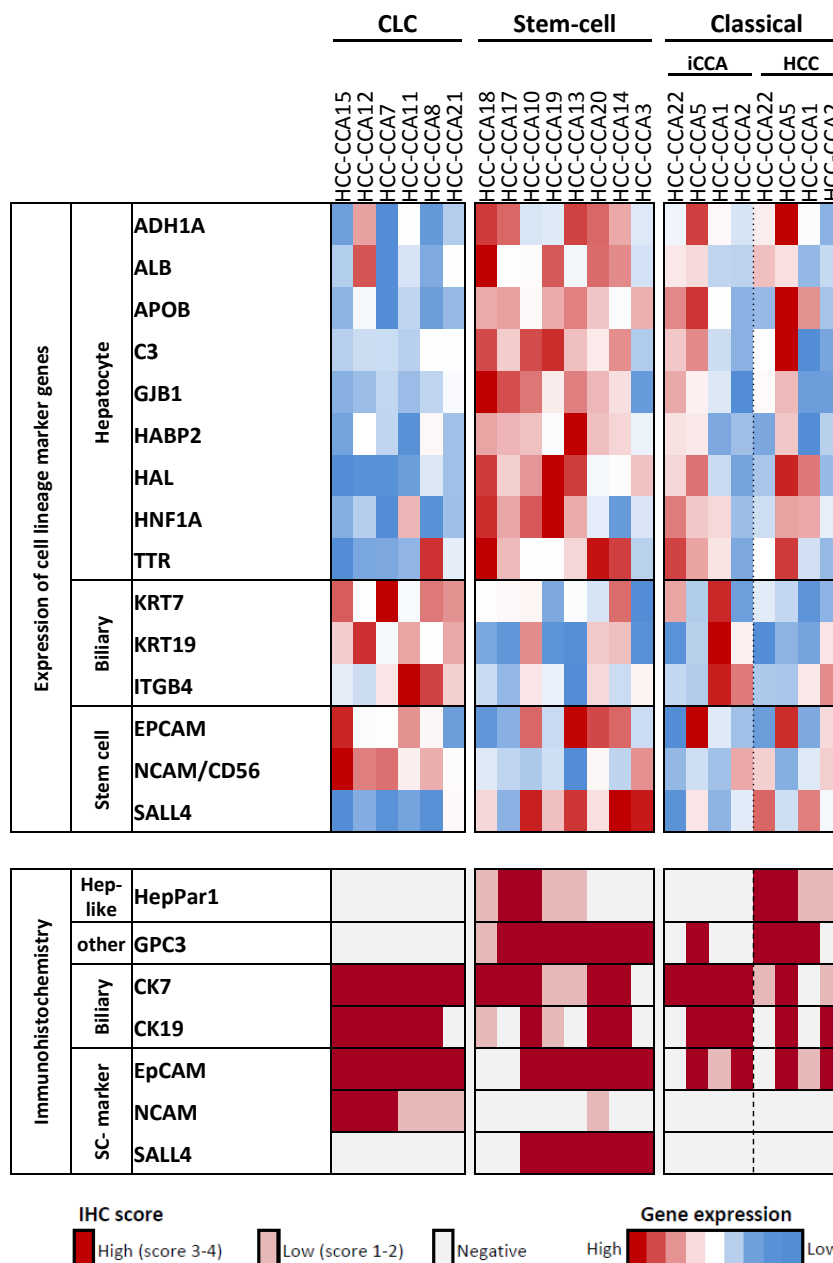 CLC Stem-cell Classical
iCCA HCC
HCC-CCA15
HCC-CCA12
HCC-CCA7
HCC-CCA11
HCC-CCA8
HCC-CCA21
HCC-CCA18
HCC-CCA17
HCC-CCA10
HCC-CCA19
HCC-CCA13
HCC-CCA20
HCC-CCA14
HCC-CCA3
HCC-CCA22
HCC-CCA5
HCC-CCA1
HCC-CCA2
HCC-CCA22
HCC-CCA5
HCC-CCA1
HCC-CCA2
Expression of cell lineage marker genes
Hepatocyte
ADH1A
ALB
APOB
C3
GJB1
HABP2
HAL
HNF1A
TTR
Biliary
KRT7
KRT19
ITGB4
Stem cell
EPCAM
NCAM/CD56
SALL4
Immunohistochemistry
Hep-
like
HepPar1
other
GPC3
Biliary
CK7
CK19
SC- marker
EpCAM
NCAM
SALL4
IHC score
High (score 3-4)
Low (score 1-2)
Negative
Gene expression
High
Low